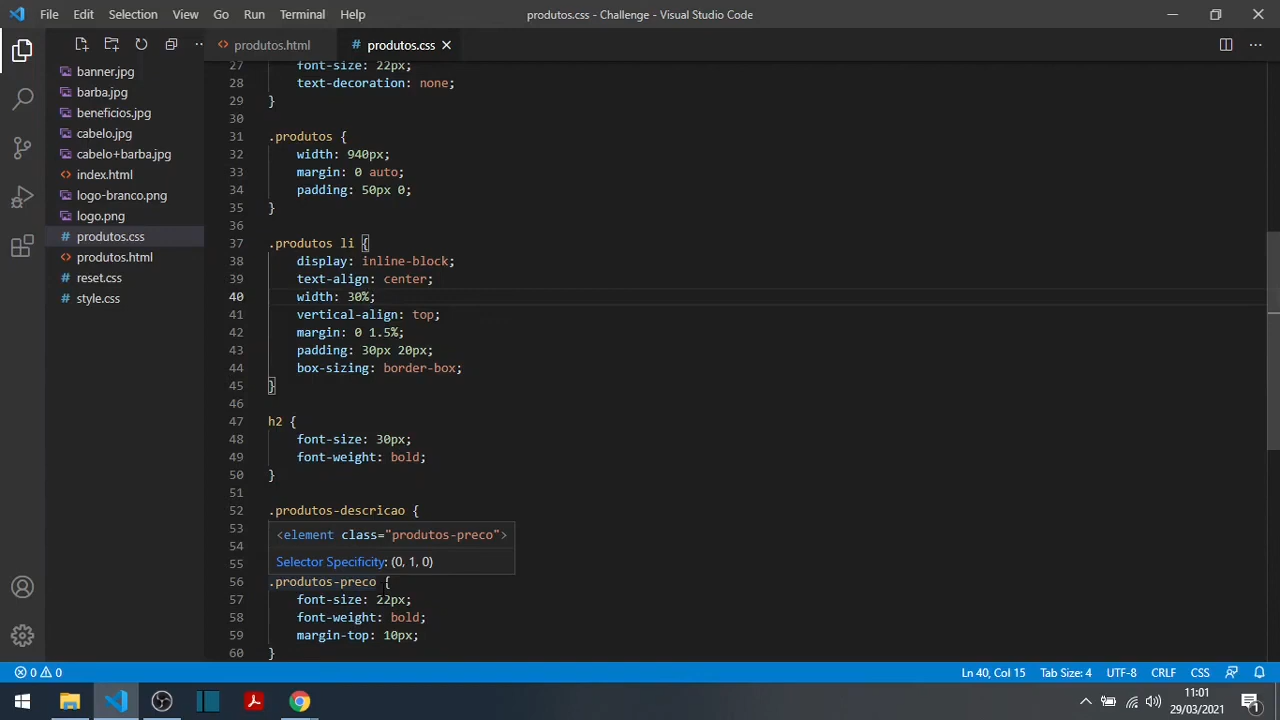 File Edit Selection View Go Run Terminal Help
produtos.css - Challenge - Visual Studio Code
produtos.html
produtos.css
banner.jpg
barba.jpg
beneficios.jpg
cabelo.jpg
cabelo+barba.jpg
index.html
logo-branco.png
logo.png
produtos.css
produtos.html
reset.css
style.css
27 font-size: 22px;
28 text-decoration: none;
29 }
30
31 .produtos {
32 width: 940px;
33 margin: 0 auto;
34 padding: 50px 0;
35 }
36
37 .produtos li {
38 display: inline-block;
39 text-align: center;
40 width: 30%;
41 vertical-align: top;
42 margin: 0 1.5%;
43 padding: 30px 20px;
44 box-sizing: border-box;
45 }
46
47 h2 {
48 font-size: 30px;
49 font-weight: bold;
50 }
51
52 .produtos-descricao {
53 <element class="produtos-preco">
54
55 Selector Specificity: (0, 1, 0)
56 .produtos-preco {
57 font-size: 22px;
58 font-weight: bold;
59 margin-top: 10px;
60 }
0 0
Ln 40, Col 15 Tab Size: 4 UTF-8 CRLF CSS
11:01
29/03/2021
1